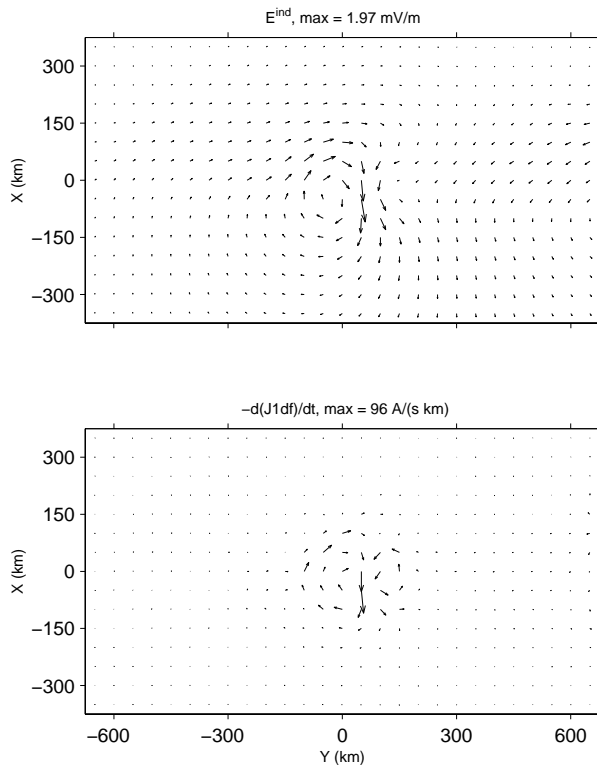 E^ind, max = 1.97 mV/m
300
150
0
−150
−300
X (km)
−d(J1df)/dt, max = 96 A/(s km)
300
150
0
−150
−300
X (km)
−600 −300 0 300 600
Y (km)